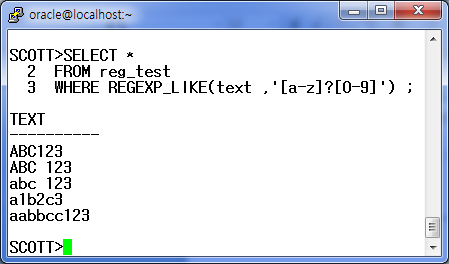 oracle@localhost:~
SCOTT>SELECT *
2 FROM reg_test
3 WHERE REGEXP_LIKE(text ,'[a-z]?[0-9]') ;
TEXT
----------
ABC123
ABC 123
abc 123
a1b2c3
aabbcc123
SCOTT>